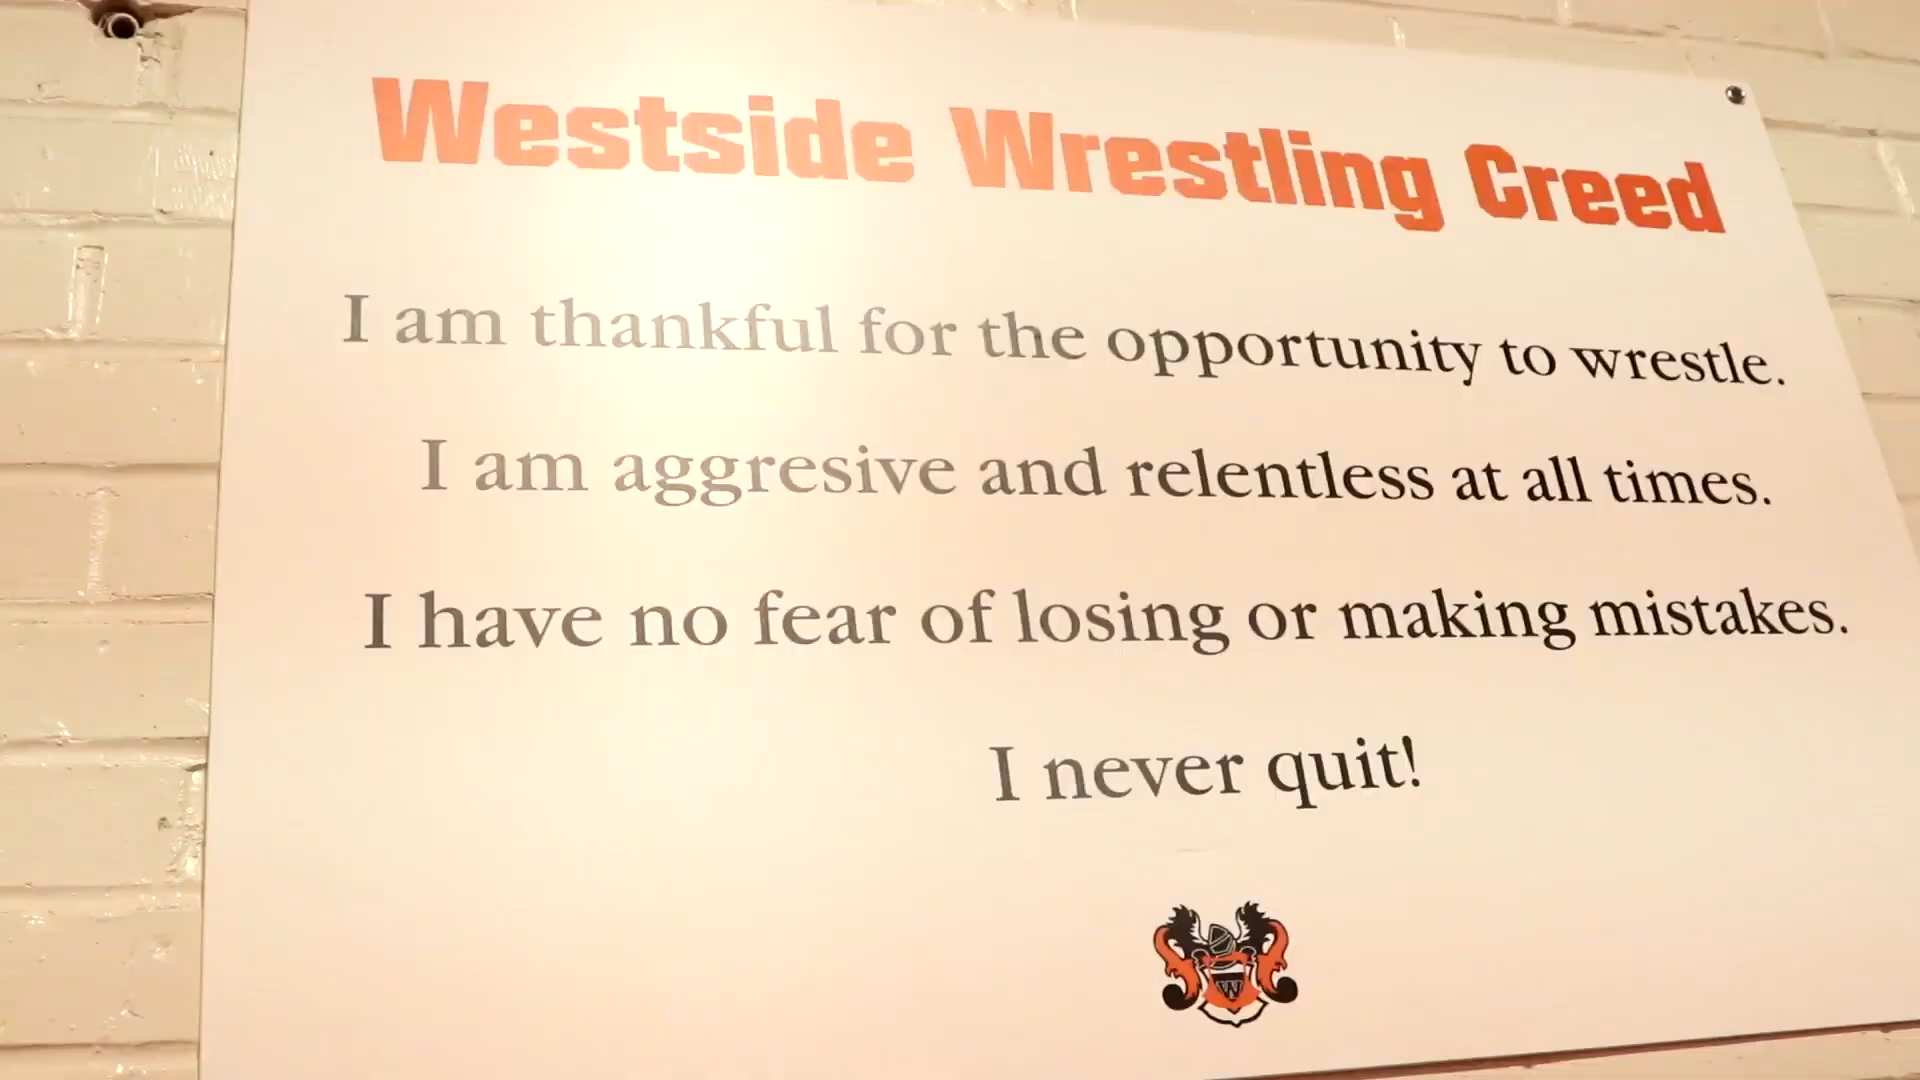 Westside Wrestling Creed
I am thankful for the opportunity to wrestle.
I am aggresive and relentless at all times.
I have no fear of losing or making mistakes.
I never quit!
W